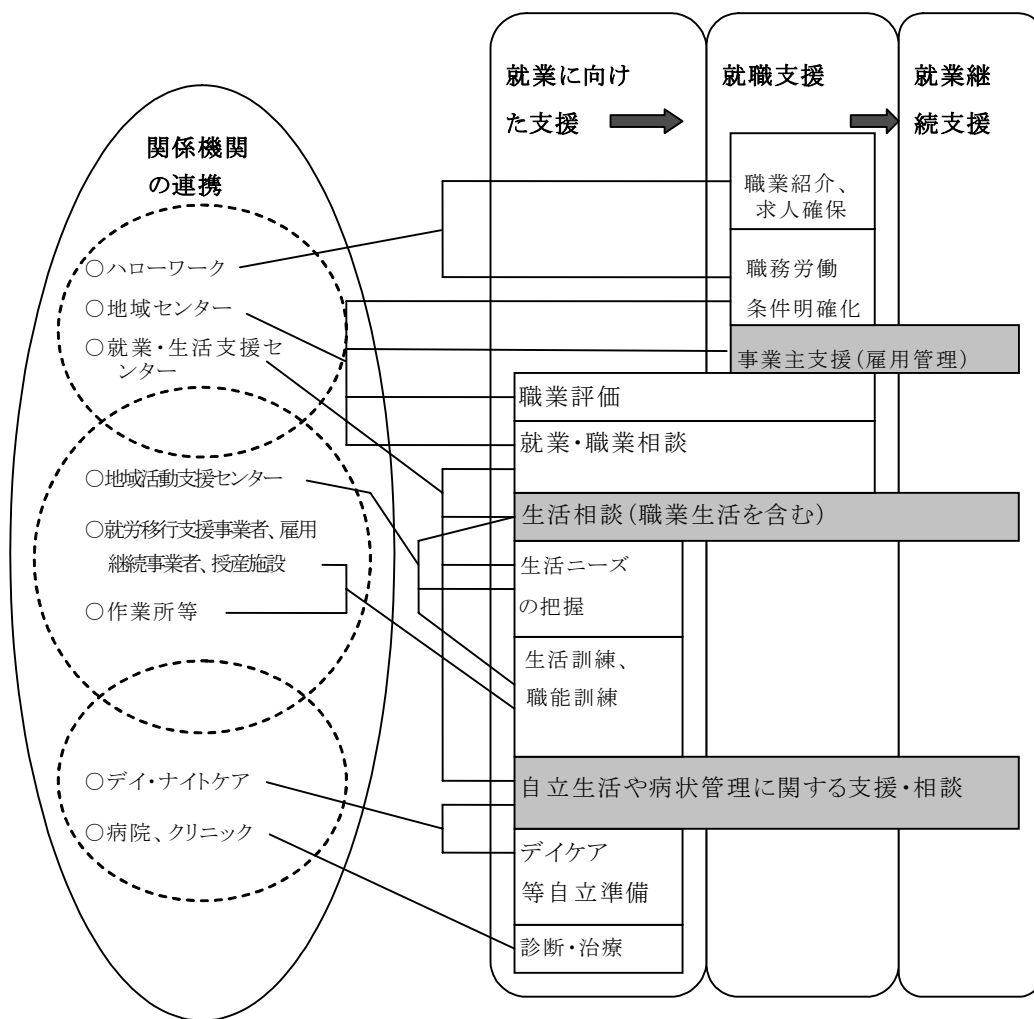 関係機関
の連携
○ハローワーク
○地域センター
○就業・生活支援セ
ンター
○地域活動支援センター
○就労移行支援事業者、雇用
継続事業者、授産施設
○作業所等
○デイ・ナイトケア
○病院、クリニック
就業に向け
た支援
就職支援
就業継
続支援
職業紹介、
求人確保
職務労働
条件明確化
事業主支援(雇用管理)
職業評価
就業・職業相談
生活相談(職業生活を含む)
生活ニーズ
の把握
生活訓練、
職能訓練
自立生活や病状管理に関する支援・相談
デイケア
等自立準備
診断・治療